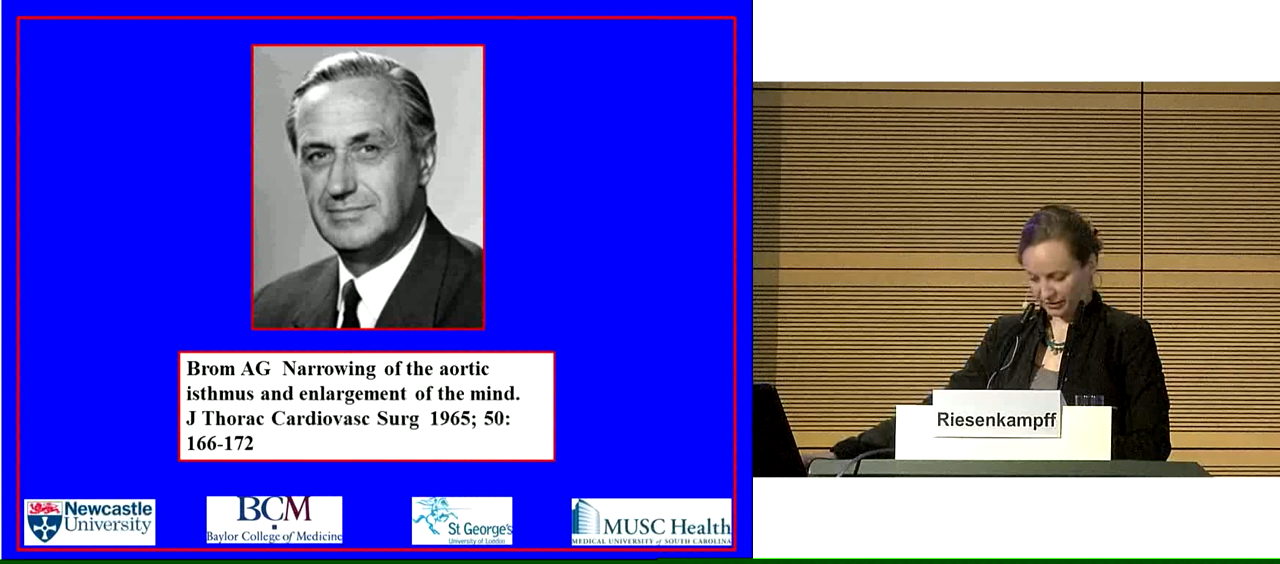 Brom AG Narrowing of the aortic
isthmus and enlargement of the mind.
J Thorac Cardiovasc Surg 1965; 50:
166-172
Newcastle
University
BCM
Baylor College of Medicine
St George's
University of London
MUSC Health
MEDICAL UNIVERSITY of SOUTH CAROLINA
Riesenkampff